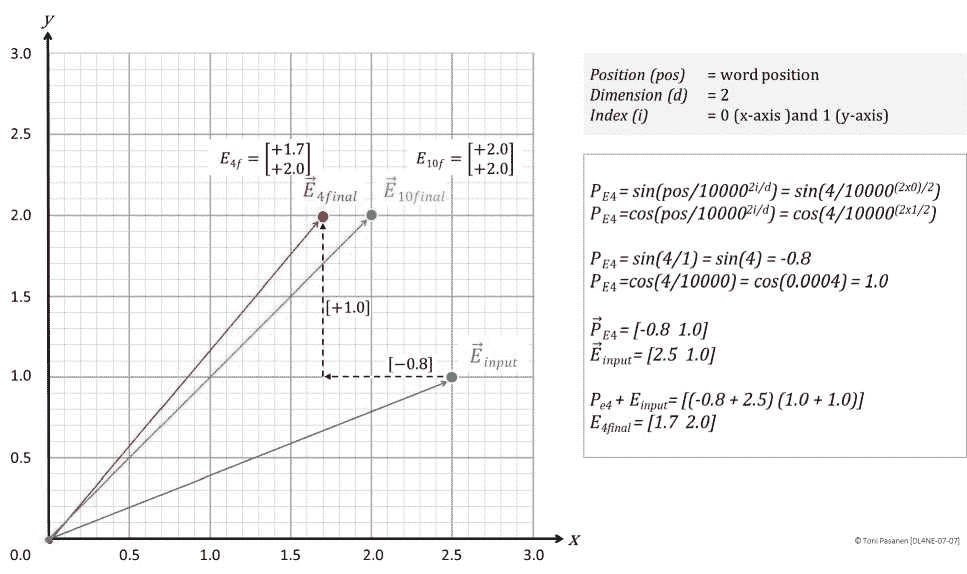 y
3.0
2.5
2.0
1.5
1.0
0.5
0.0
0.5 1.0 1.5 2.0 2.5 3.0 x
E4f = [+1.7 +2.0]
E10f = [+2.0 +2.0]
E⃗4final
E⃗10final
[+1.0]
[−0.8]
E⃗input
Position (pos) = word position
Dimension (d) = 2
Index (i) = 0 (x-axis )and 1 (y-axis)
PE4 = sin(pos/10000^2i/d) = sin(4/10000^(2x0)/2)
PE4 =cos(pos/10000^2i/d) = cos(4/10000^(2x1/2)
PE4 = sin(4/1) = sin(4) = -0.8
PE4 =cos(4/10000) = cos(0.0004) = 1.0
P⃗E4 = [-0.8 1.0]
E⃗input= [2.5 1.0]
Pe4 + Einput= [(-0.8 + 2.5) (1.0 + 1.0)]
E4final = [1.7 2.0]
© Toni Pasanen [DL4NE-07-07]